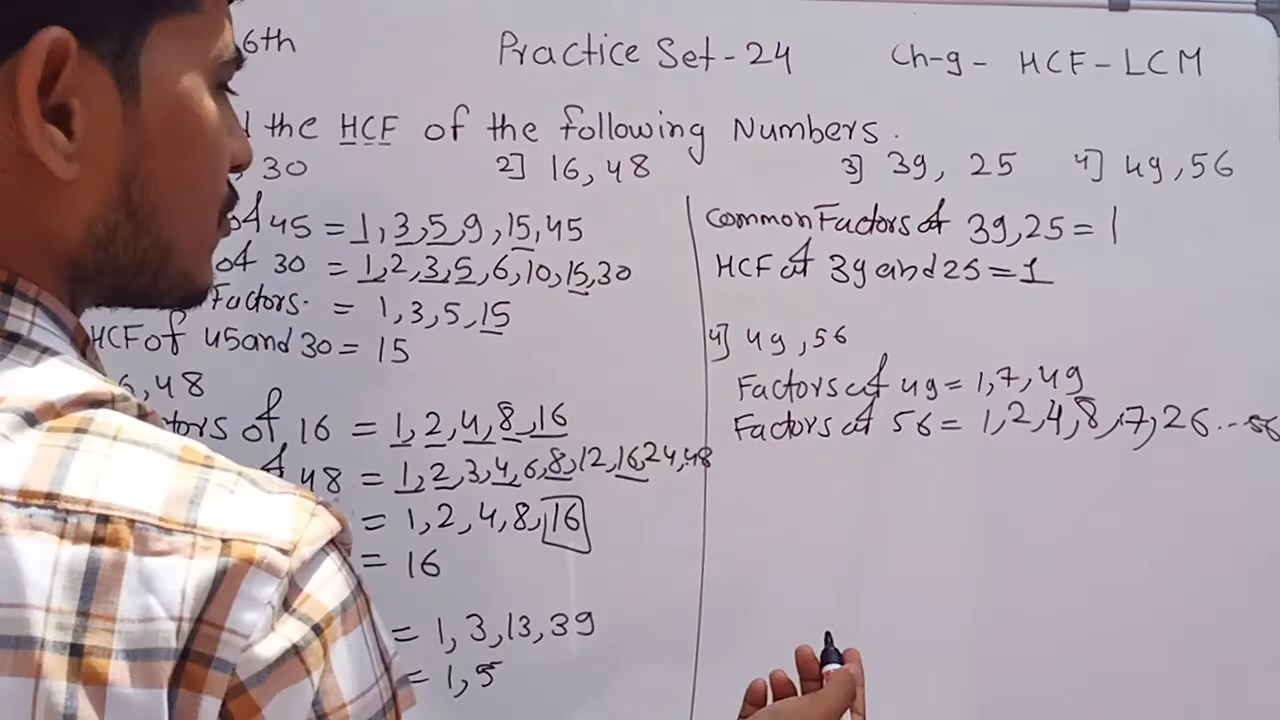 6th Practice Set - 24 Ch-9 - HCF - LCM
the HCF of the following Numbers.
, 30 2] 16, 48 3] 39, 25 4] 49, 56
of 45 = 1, 3, 5, 9, 15, 45
of 30 = 1, 2, 3, 5, 6, 10, 15, 30
Factors. = 1, 3, 5, 15
HCF of 45 and 30 = 15
6, 48
tors of 16 = 1, 2, 4, 8, 16
48 = 1, 2, 3, 4, 6, 8, 12, 16, 24, 48
= 1, 2, 4, 8, 16
= 16
= 1, 3, 13, 39
= 1, 5
Common Factors of 39, 25 = 1
HCF of 39 and 25 = 1
4] 49, 56
Factors of 49 = 1, 7, 49
Factors of 56 = 1, 2, 4, 8, 7, 26... 56